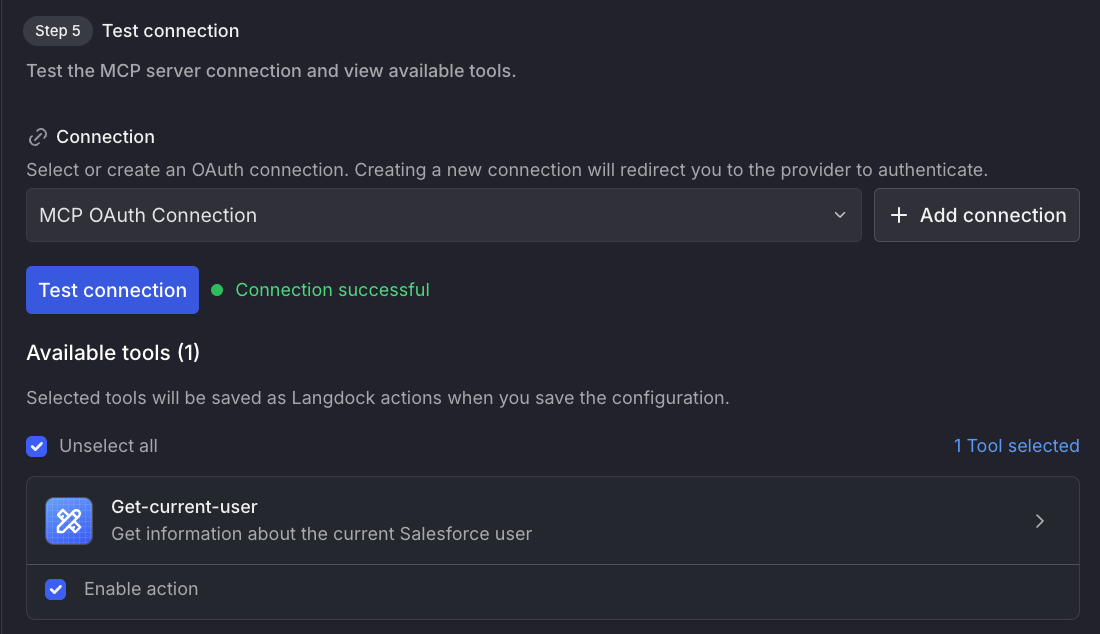 Step 5 Test connection
Test the MCP server connection and view available tools.
Connection
Select or create an OAuth connection. Creating a new connection will redirect you to the provider to authenticate.
MCP OAuth Connection
Add connection
Test connection
Connection successful
Available tools (1)
Selected tools will be saved as Langdock actions when you save the configuration.
Unselect all
1 Tool selected
Get-current-user
Get information about the current Salesforce user
Enable action